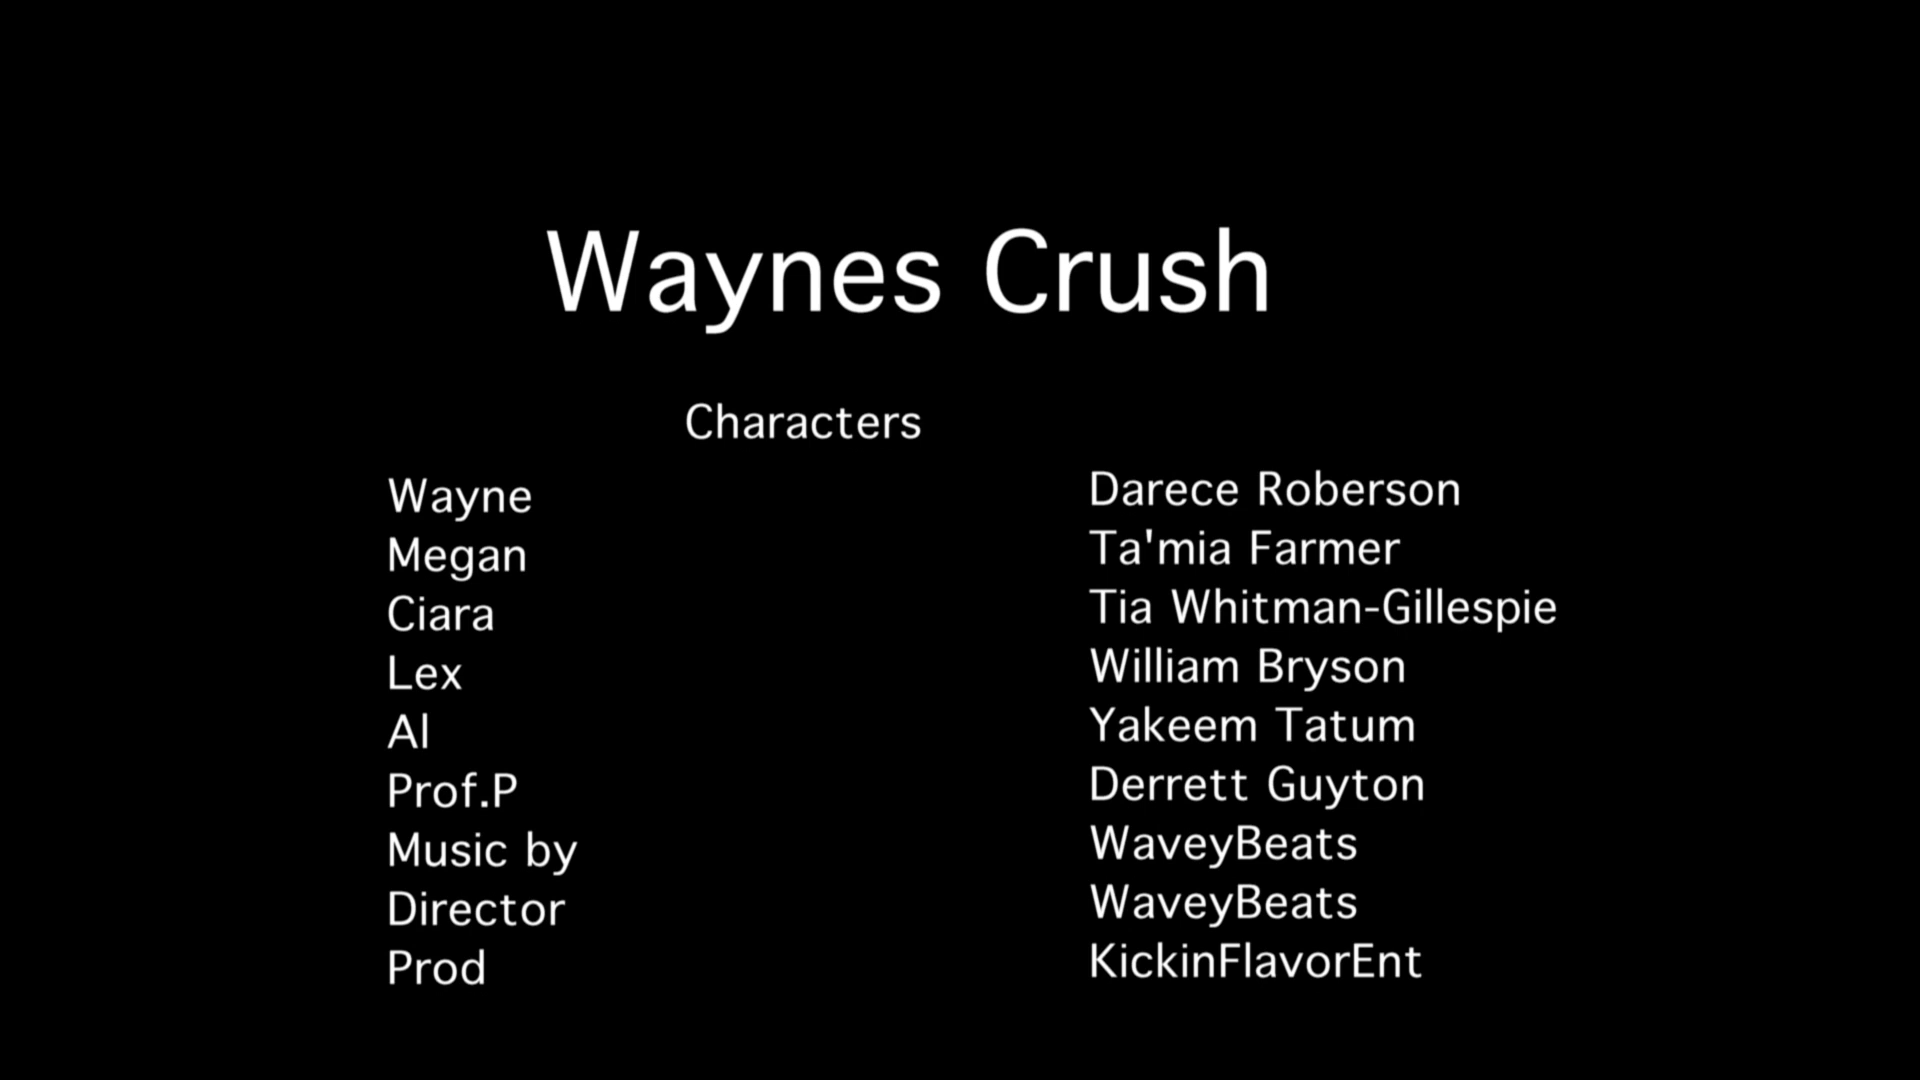 Waynes Crush
Characters
Wayne Darece Roberson
Megan Ta'mia Farmer
Ciara Tia Whitman-Gillespie
Lex William Bryson
Al Yakeem Tatum
Prof.P Derrett Guyton
Music by WaveyBeats
Director WaveyBeats
Prod KickinFlavorEnt